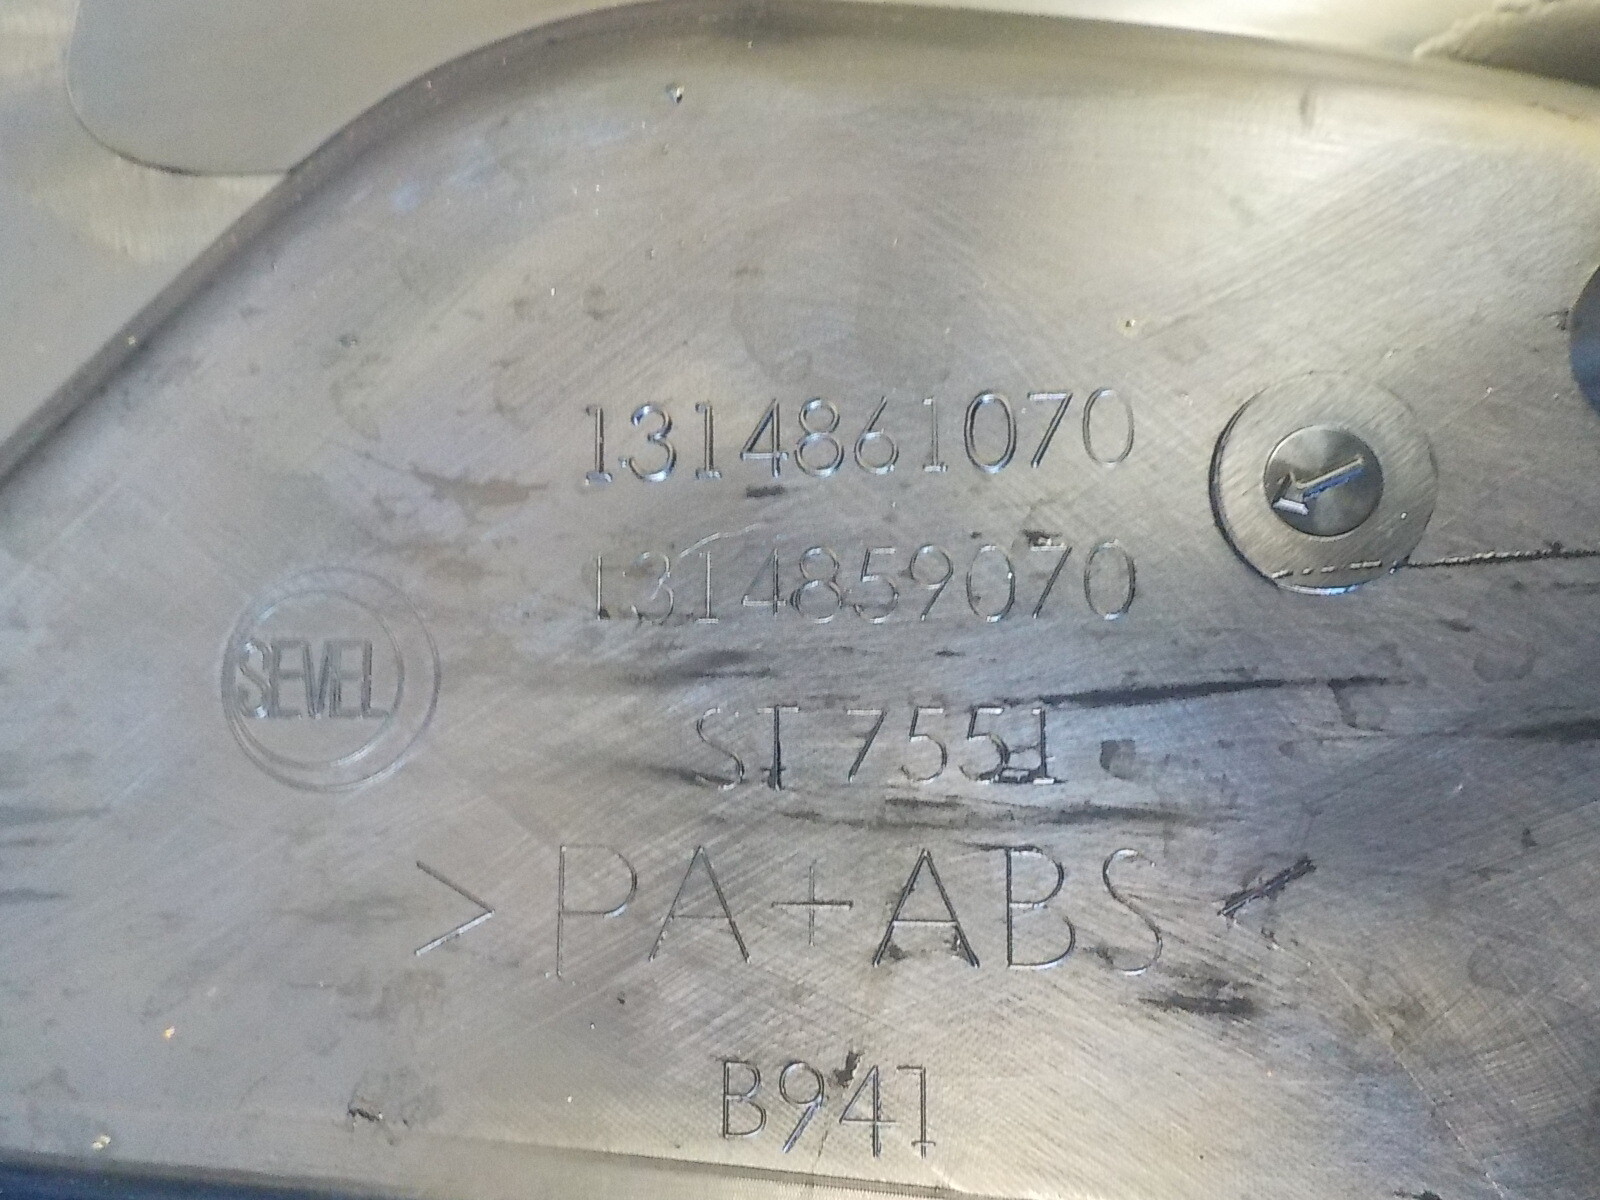 1314861070
1314859070
SEVEL
ST 7551
>PA+ABS<
B941